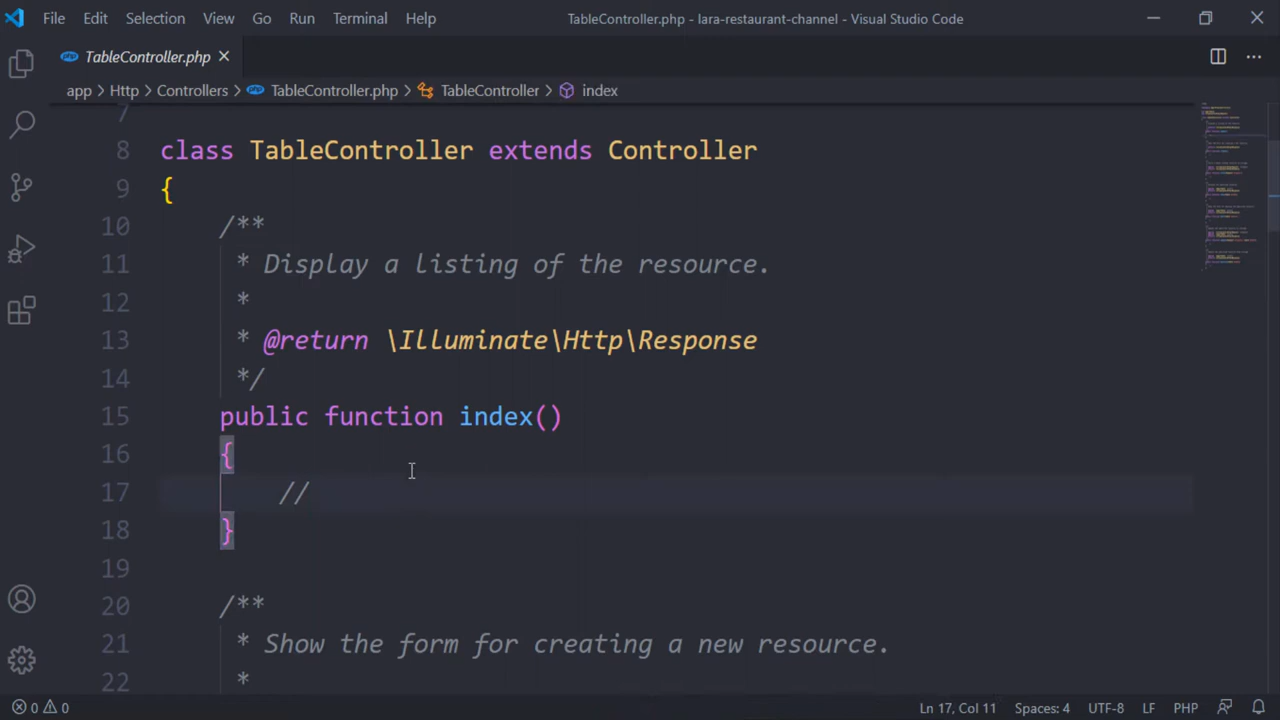 File Edit Selection View Go Run Terminal Help TableController.php - lara-restaurant-channel - Visual Studio Code
TableController.php
app > Http > Controllers > TableController.php > TableController > index
7
8 class TableController extends Controller
9 {
10 /**
11 * Display a listing of the resource.
12 *
13 * @return \Illuminate\Http\Response
14 */
15 public function index()
16 {
17 //
18 }
19
20 /**
21 * Show the form for creating a new resource.
22 *
0 0 Ln 17, Col 11 Spaces: 4 UTF-8 LF PHP